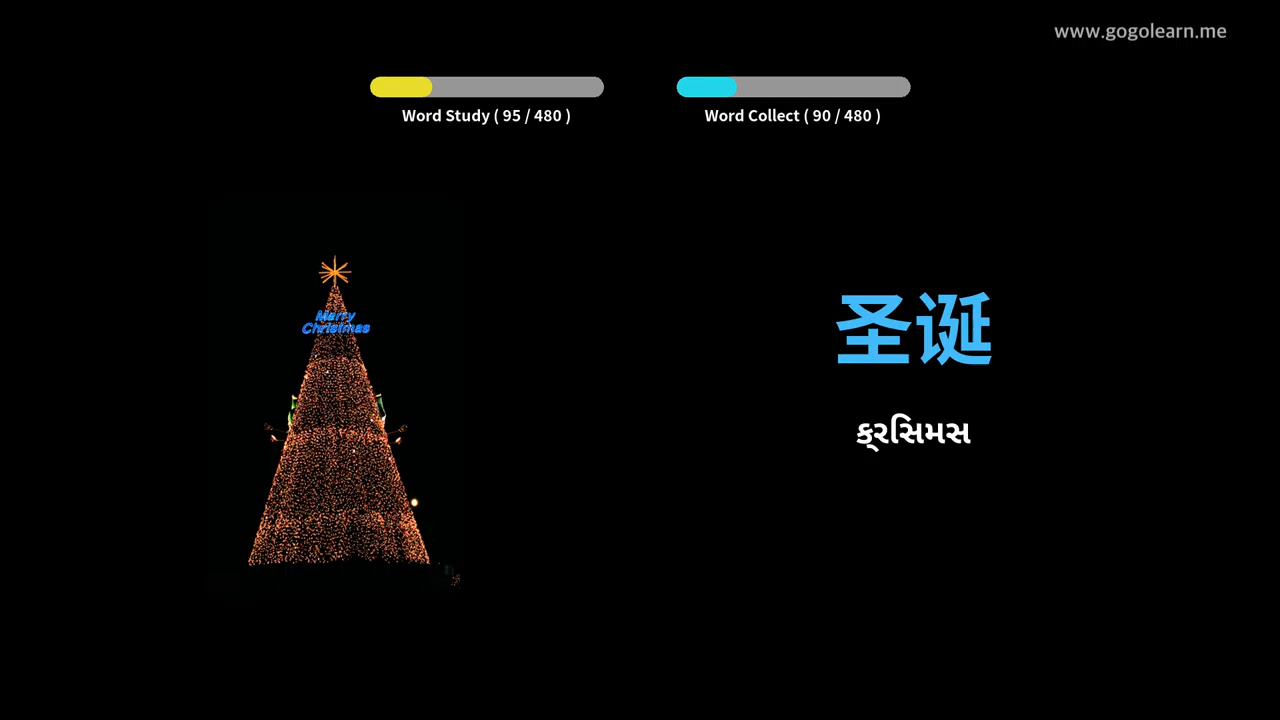 www.gogolearn.me
Word Study ( 95 / 480 )
Word Collect ( 90 / 480 )
Merry
Christmas
圣诞
ક્રિસમસ